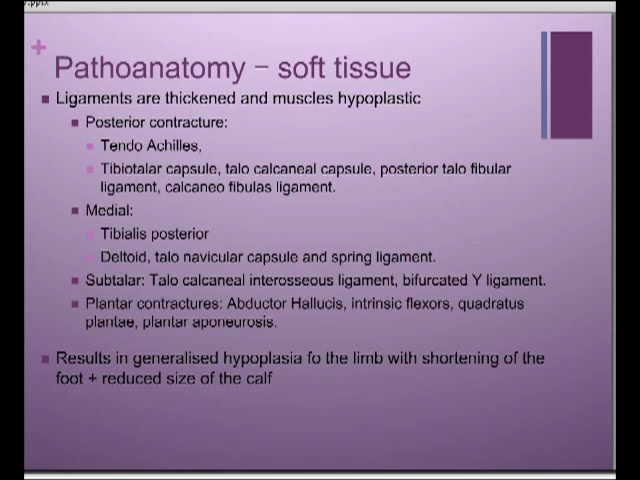 .pptx
+
Pathoanatomy – soft tissue
Ligaments are thickened and muscles hypoplastic
Posterior contracture:
Tendo Achilles,
Tibiotalar capsule, talo calcaneal capsule, posterior talo fibular
ligament, calcaneo fibulas ligament.
Medial:
Tibialis posterior
Deltoid, talo navicular capsule and spring ligament.
Subtalar: Talo calcaneal interosseous ligament, bifurcated Y ligament.
Plantar contractures: Abductor Hallucis, intrinsic flexors, quadratus
plantae, plantar aponeurosis.
Results in generalised hypoplasia fo the limb with shortening of the
foot + reduced size of the calf